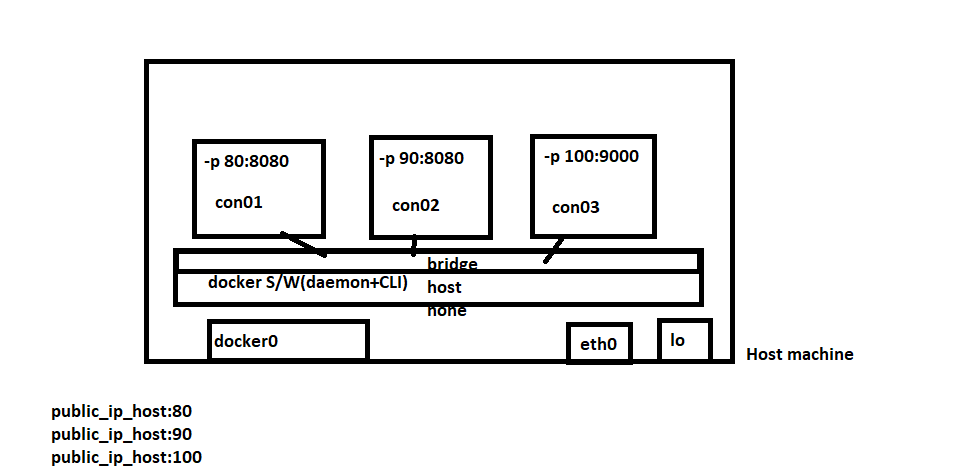 -p 80:8080
con01
-p 90:8080
con02
-p 100:9000
con03
bridge
docker S/W(daemon+CLI)
host
none
docker0
eth0
lo
Host machine
public_ip_host:80
public_ip_host:90
public_ip_host:100